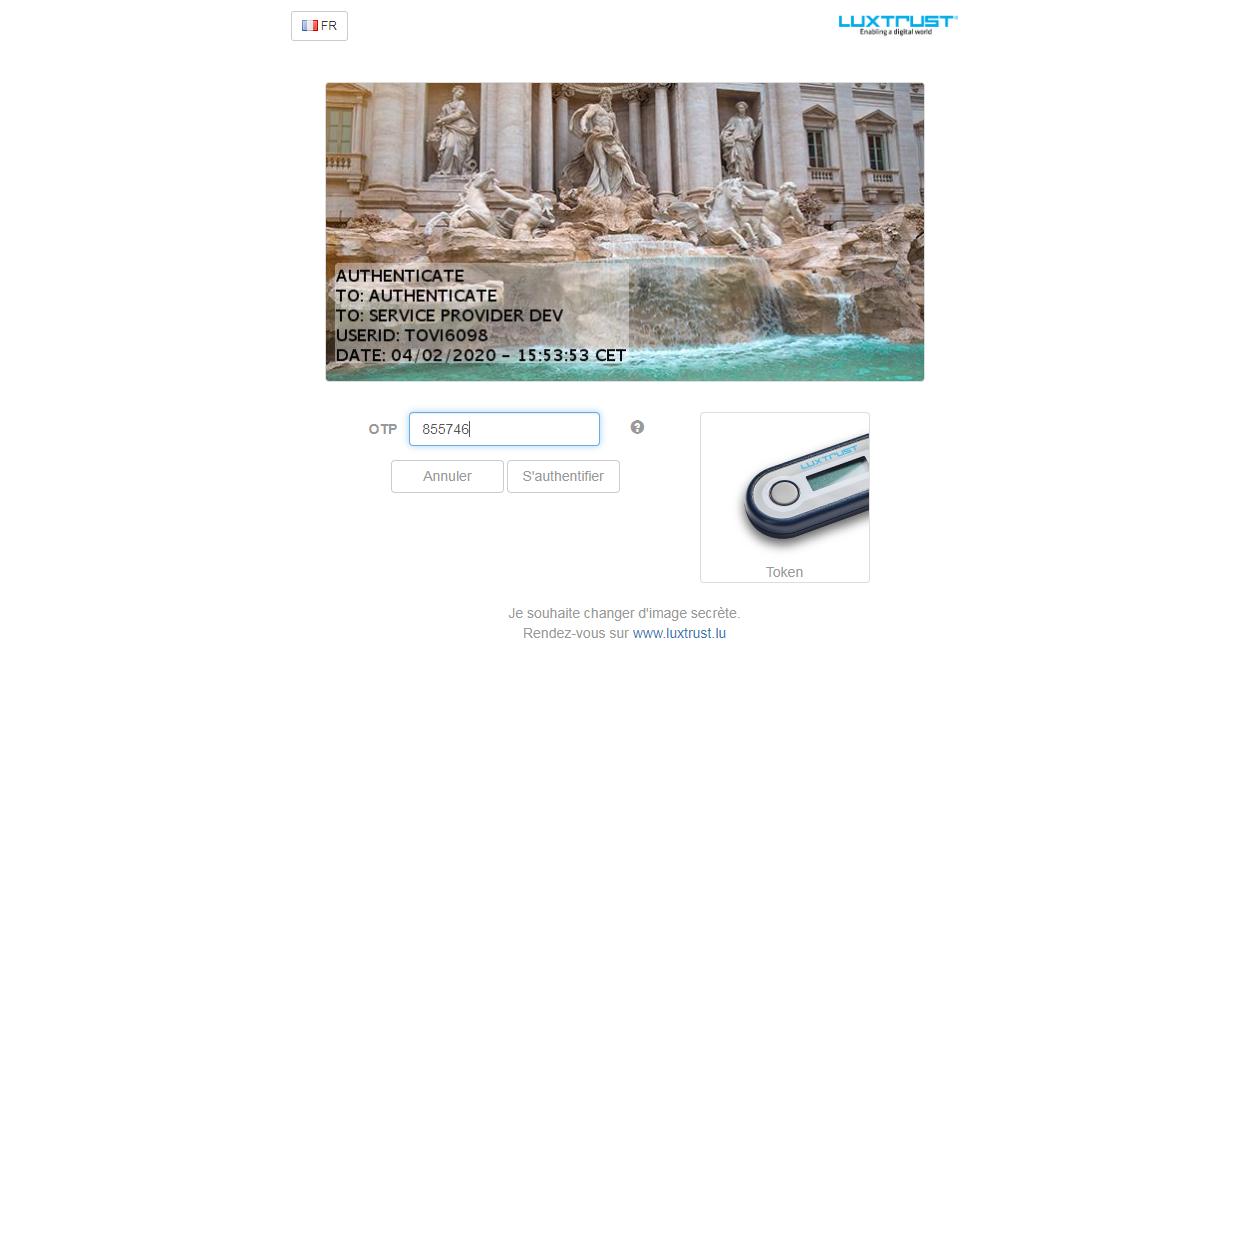 FR
LUXTRUST
Enabling a digital world
AUTHENTICATE
TO: AUTHENTICATE
TO: SERVICE PROVIDER DEV
USERID: TOVI6098
DATE: 04/02/2020 - 15:53:53 CET
OTP 855746
Annuler S'authentifier
LUXTRUST
Token
Je souhaite changer d'image secrète.
Rendez-vous sur www.luxtrust.lu